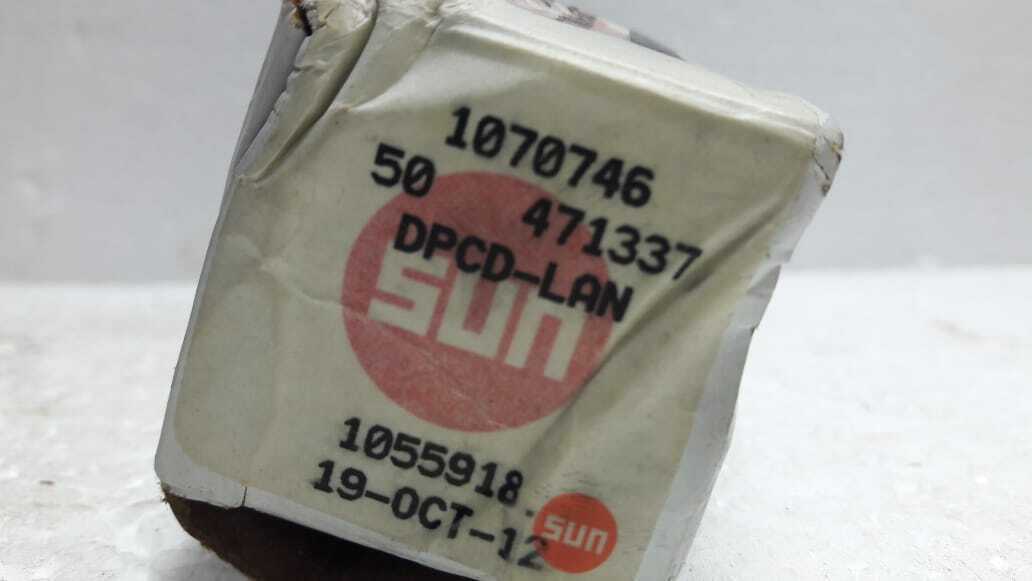 1070746
50 471337
DPCD-LAN
sun
1055918
19-OCT-12
sun